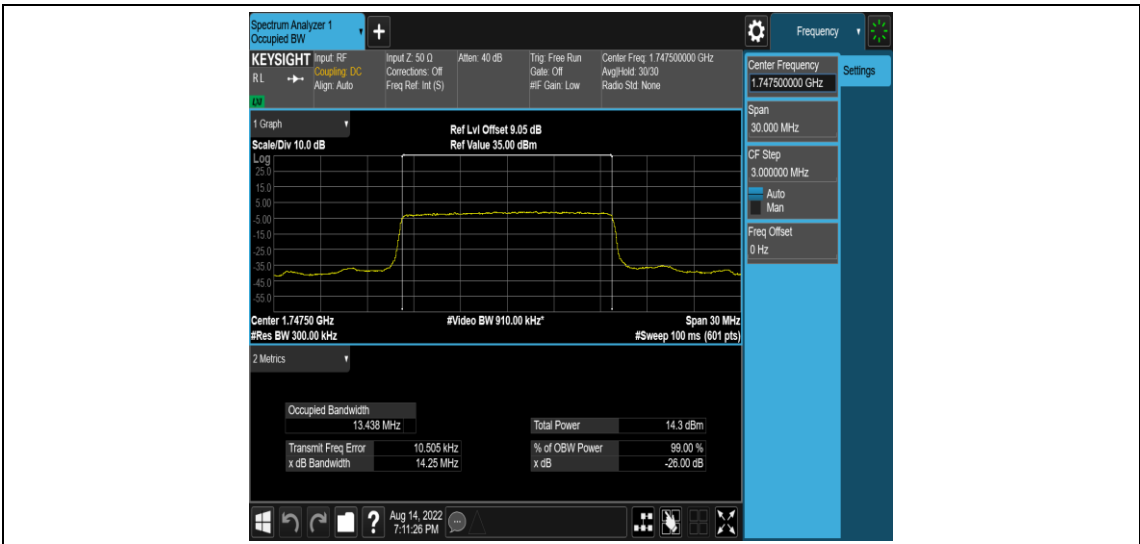 Spectrum Analyzer 1
Occupied BW
+
Frequency
KEYSIGHT
RL
LXI
Input: RF
Coupling: DC
Align: Auto
Input Z: 50 Ω
Corrections: Off
Freq Ref: Int (S)
Atten: 40 dB
Trig: Free Run
Gate: Off
#IF Gain: Low
Center Freq: 1.747500000 GHz
Avg|Hold: 30/30
Radio Std: None
Center Frequency
1.747500000 GHz
Settings
Span
30.000 MHz
CF Step
3.000000 MHz
Auto
Man
Freq Offset
0 Hz
1 Graph
Scale/Div 10.0 dB
Ref Lvl Offset 9.05 dB
Ref Value 35.00 dBm
Log
25.0
15.0
5.00
-5.00
-15.0
-25.0
-35.0
-45.0
-55.0
Center 1.74750 GHz
#Video BW 910.00 kHz*
Span 30 MHz
#Res BW 300.00 kHz
#Sweep 100 ms (601 pts)
2 Metrics
Occupied Bandwidth
13.438 MHz
Total Power 14.3 dBm
Transmit Freq Error 10.505 kHz
% of OBW Power 99.00 %
x dB Bandwidth 14.25 MHz
x dB -26.00 dB
?
Aug 14, 2022
7:11:26 PM